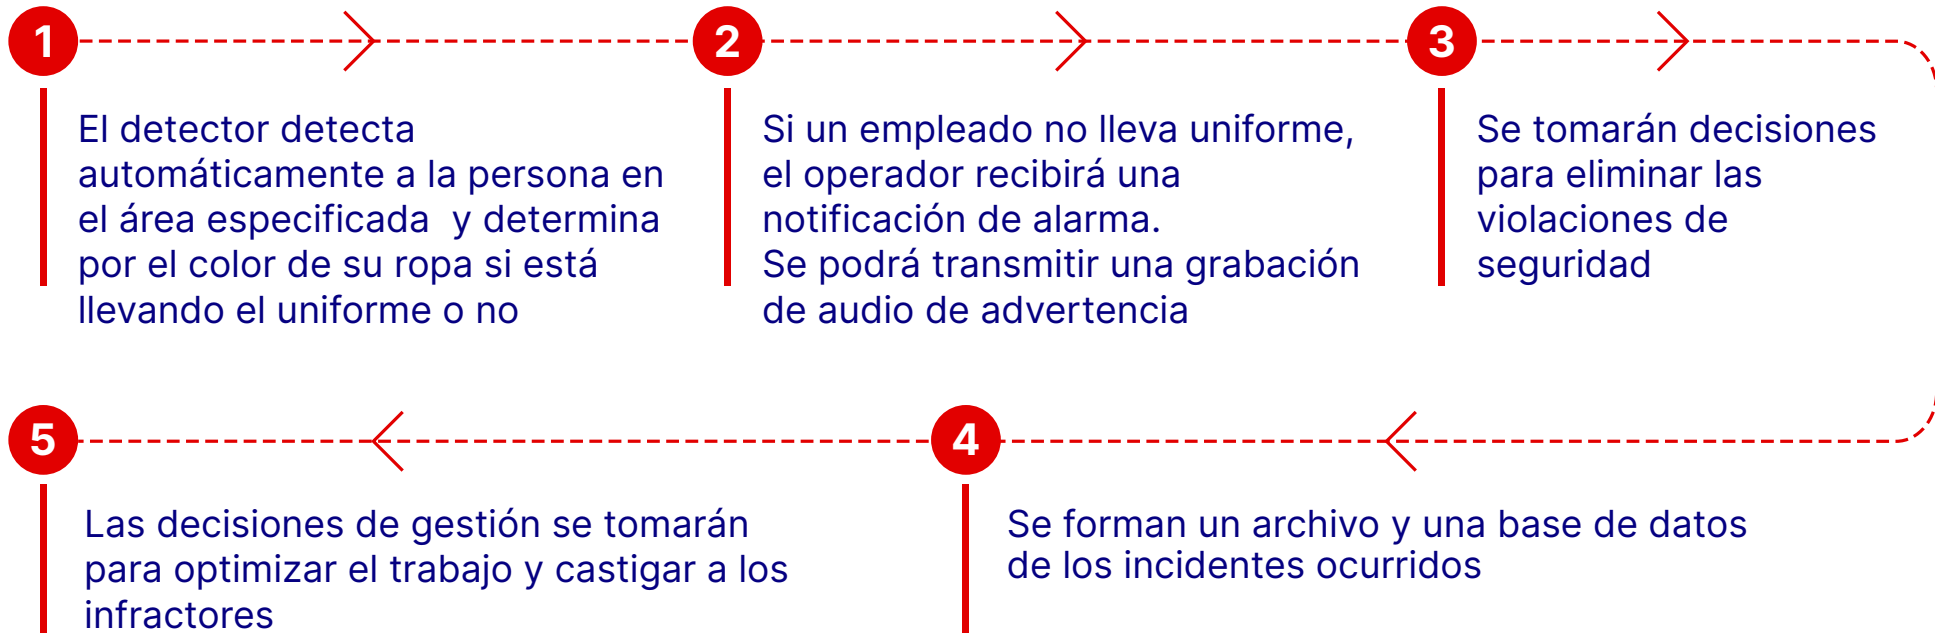 1
El detector detecta
automáticamente a la persona en
el área especificada  y determina
por el color de su ropa si está
llevando el uniforme o no
2
Si un empleado no lleva uniforme,
el operador recibirá una
notificación de alarma.
Se podrá transmitir una grabación
de audio de advertencia
3
Se tomarán decisiones
para eliminar las
violaciones de
seguridad
4
Se forman un archivo y una base de datos
de los incidentes ocurridos
5
Las decisiones de gestión se tomarán
para optimizar el trabajo y castigar a los
infractores